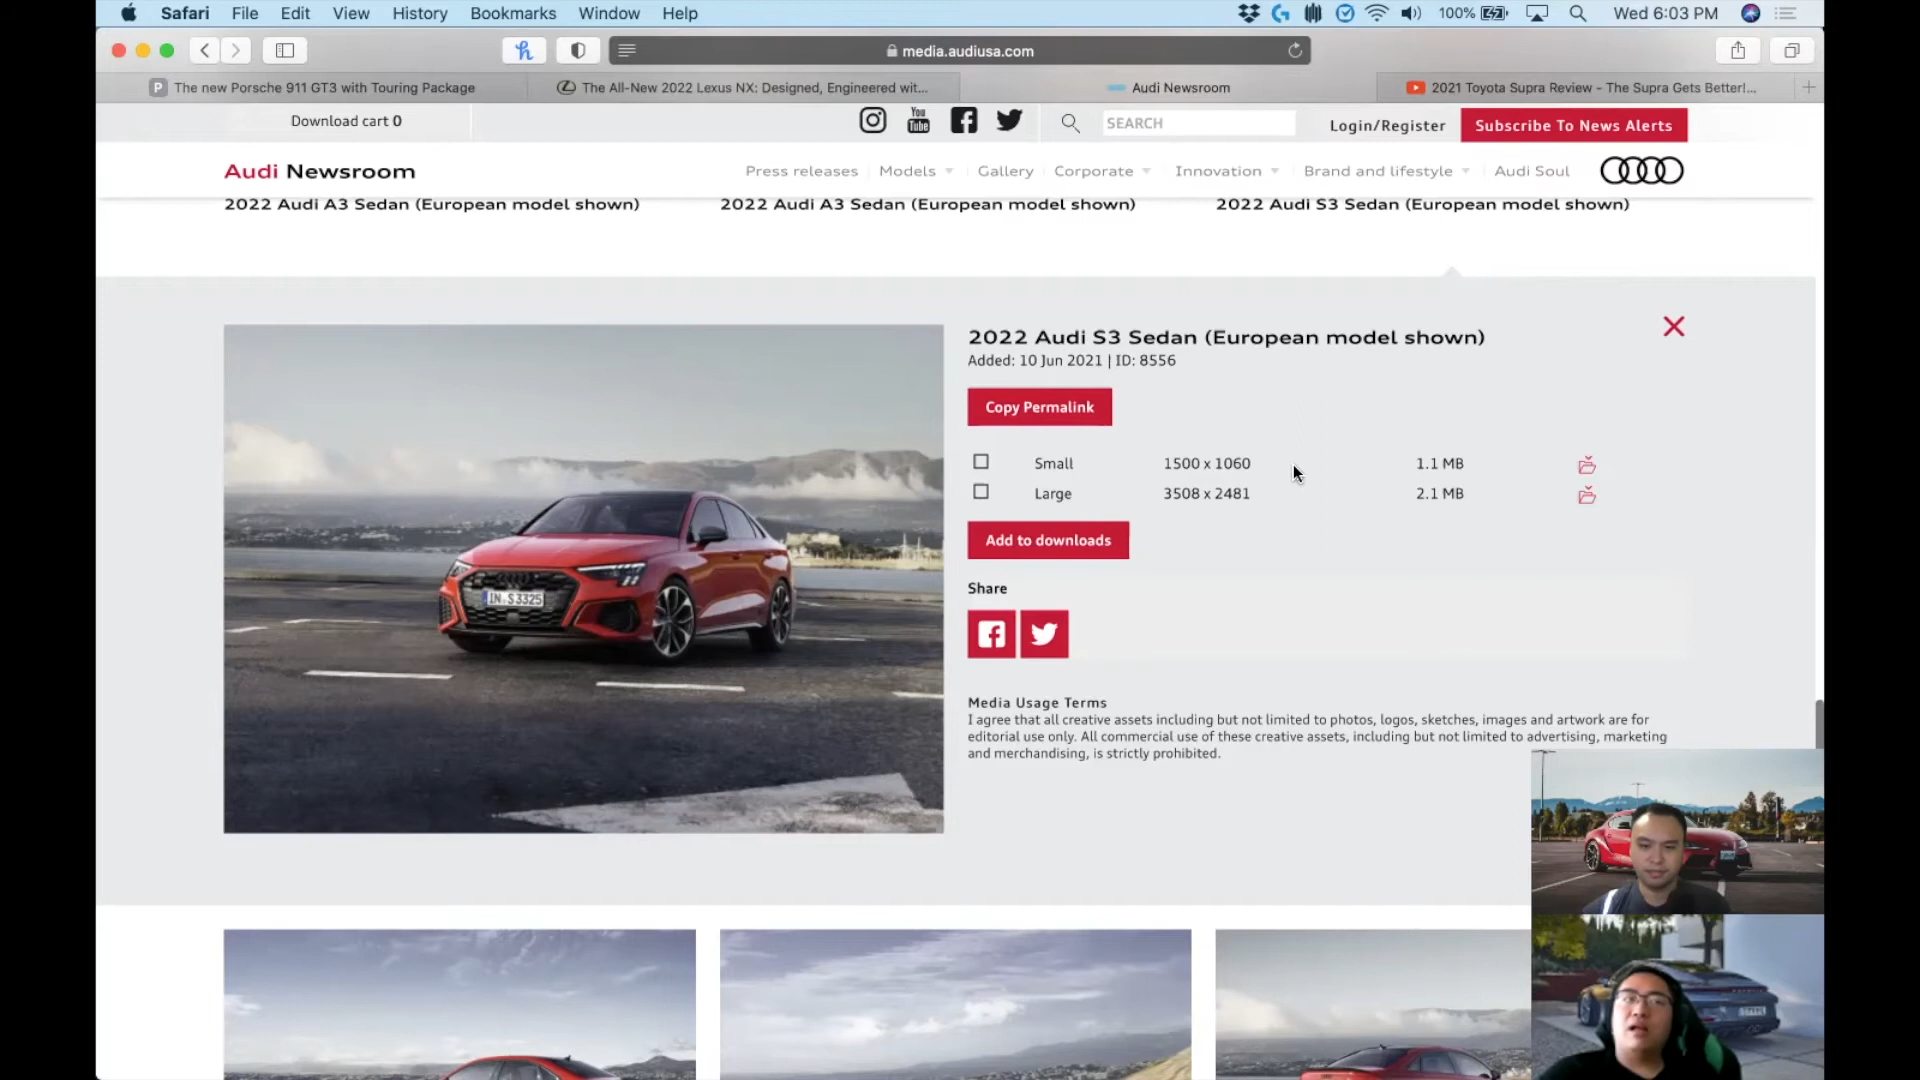 Safari File Edit View History Bookmarks Window Help 100% Wed 6:03 PM
media.audiusa.com
The new Porsche 911 GT3 with Touring Package
The All-New 2022 Lexus NX: Designed, Engineered wit...
Audi Newsroom
2021 Toyota Supra Review - The Supra Gets Better!...
Download cart 0
You Tube
SEARCH
Login/Register
Subscribe To News Alerts
Audi Newsroom
Press releases Models Gallery Corporate Innovation Brand and lifestyle Audi Soul
2022 Audi A3 Sedan (European model shown)
2022 Audi A3 Sedan (European model shown)
2022 Audi S3 Sedan (European model shown)
2022 Audi S3 Sedan (European model shown)
Added: 10 Jun 2021 | ID: 8556
Copy Permalink
Small 1500 x 1060 1.1 MB
Large 3508 x 2481 2.1 MB
Add to downloads
Share
Media Usage Terms
I agree that all creative assets including but not limited to photos, logos, sketches, images and artwork are for
editorial use only. All commercial use of these creative assets, including but not limited to advertising, marketing
and merchandising, is strictly prohibited.
IN S 3325